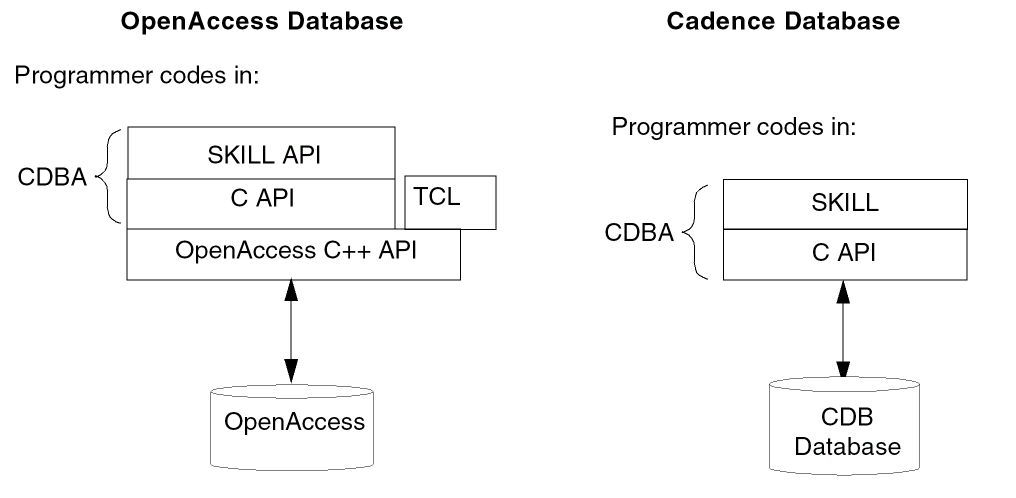 OpenAccess Database
Programmer codes in:
CDBA
SKILL API
C API
TCL
OpenAccess C++ API
OpenAccess
Cadence Database
Programmer codes in:
CDBA
SKILL
C API
CDB
Database